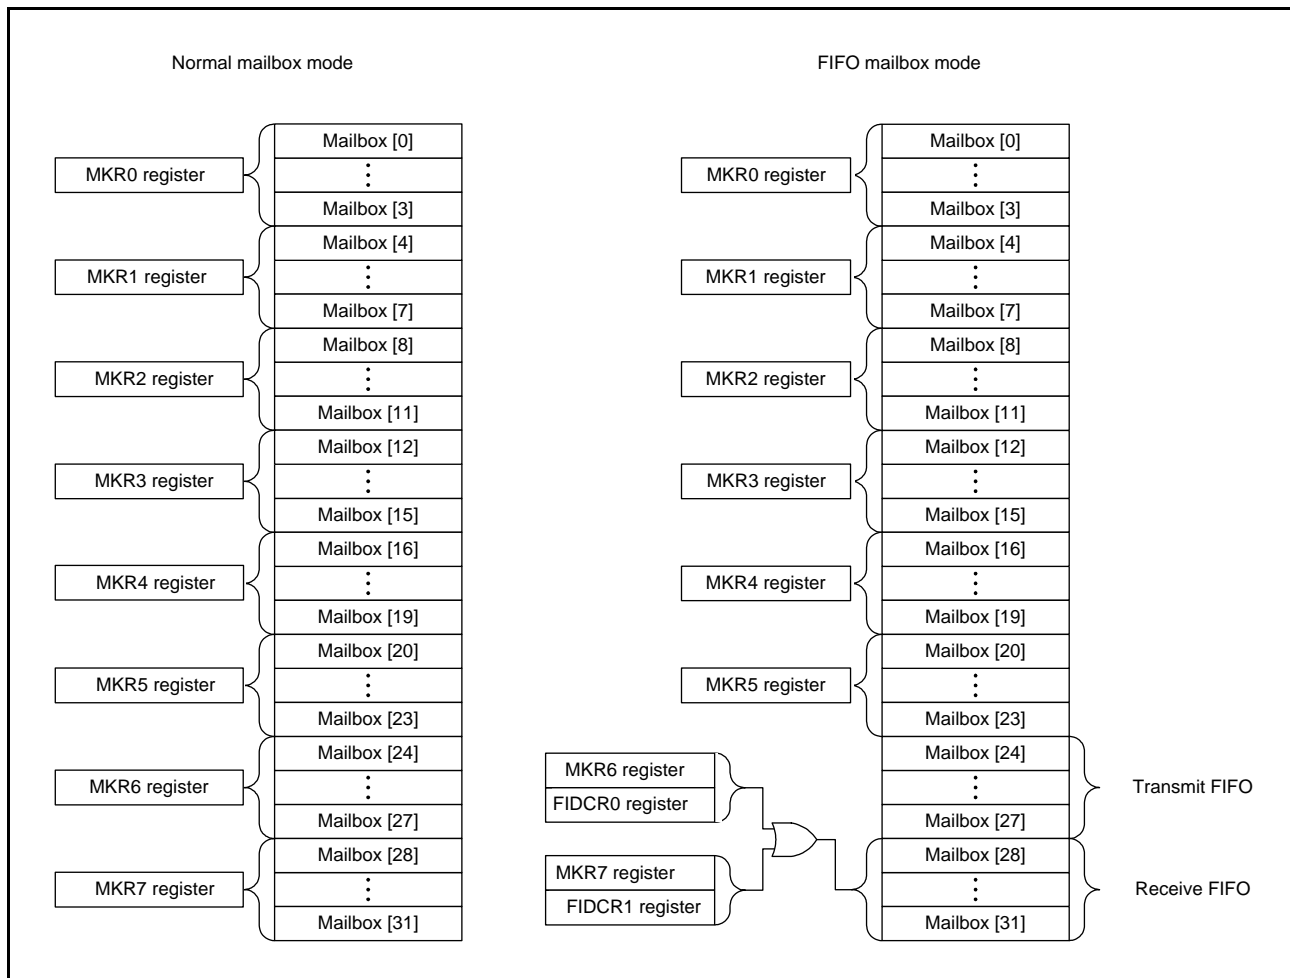 Normal mailbox mode
MKR0 register
Mailbox [0]
Mailbox [3]
MKR1 register
Mailbox [4]
Mailbox [7]
MKR2 register
Mailbox [8]
Mailbox [11]
MKR3 register
Mailbox [12]
Mailbox [15]
MKR4 register
Mailbox [16]
Mailbox [19]
MKR5 register
Mailbox [20]
Mailbox [23]
MKR6 register
Mailbox [24]
Mailbox [27]
MKR7 register
Mailbox [28]
Mailbox [31]
FIFO mailbox mode
MKR0 register
Mailbox [0]
Mailbox [3]
MKR1 register
Mailbox [4]
Mailbox [7]
MKR2 register
Mailbox [8]
Mailbox [11]
MKR3 register
Mailbox [12]
Mailbox [15]
MKR4 register
Mailbox [16]
Mailbox [19]
MKR5 register
Mailbox [20]
Mailbox [23]
MKR6 register
FIDCR0 register
Mailbox [24]
Mailbox [27]
Transmit FIFO
MKR7 register
FIDCR1 register
Mailbox [28]
Mailbox [31]
Receive FIFO